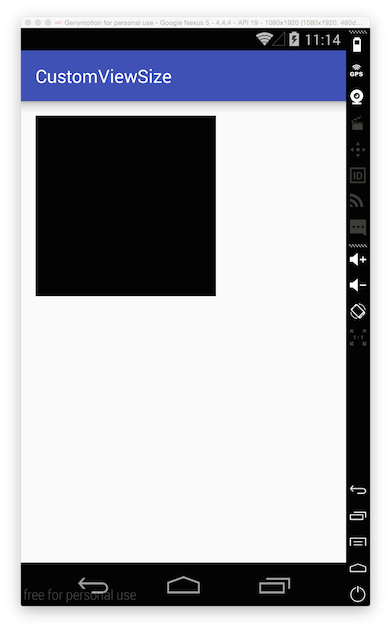 Genymotion for personal use - Google Nexus 5 - 4.4.4 - API 19 - 1080x1920 (1080x1920, 480d...
11:14
CustomViewSize
GPS
ID
1:1
free for personal use